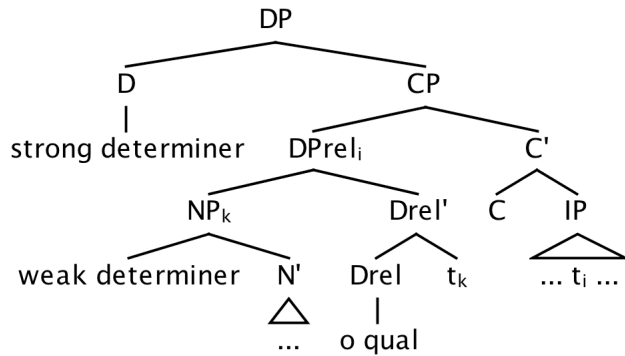 DP
D CP
strong determiner DPrelᵢ C'
NPₖ Drel' C IP
weak determiner N' Drel tₖ ... tᵢ ...
... o qual